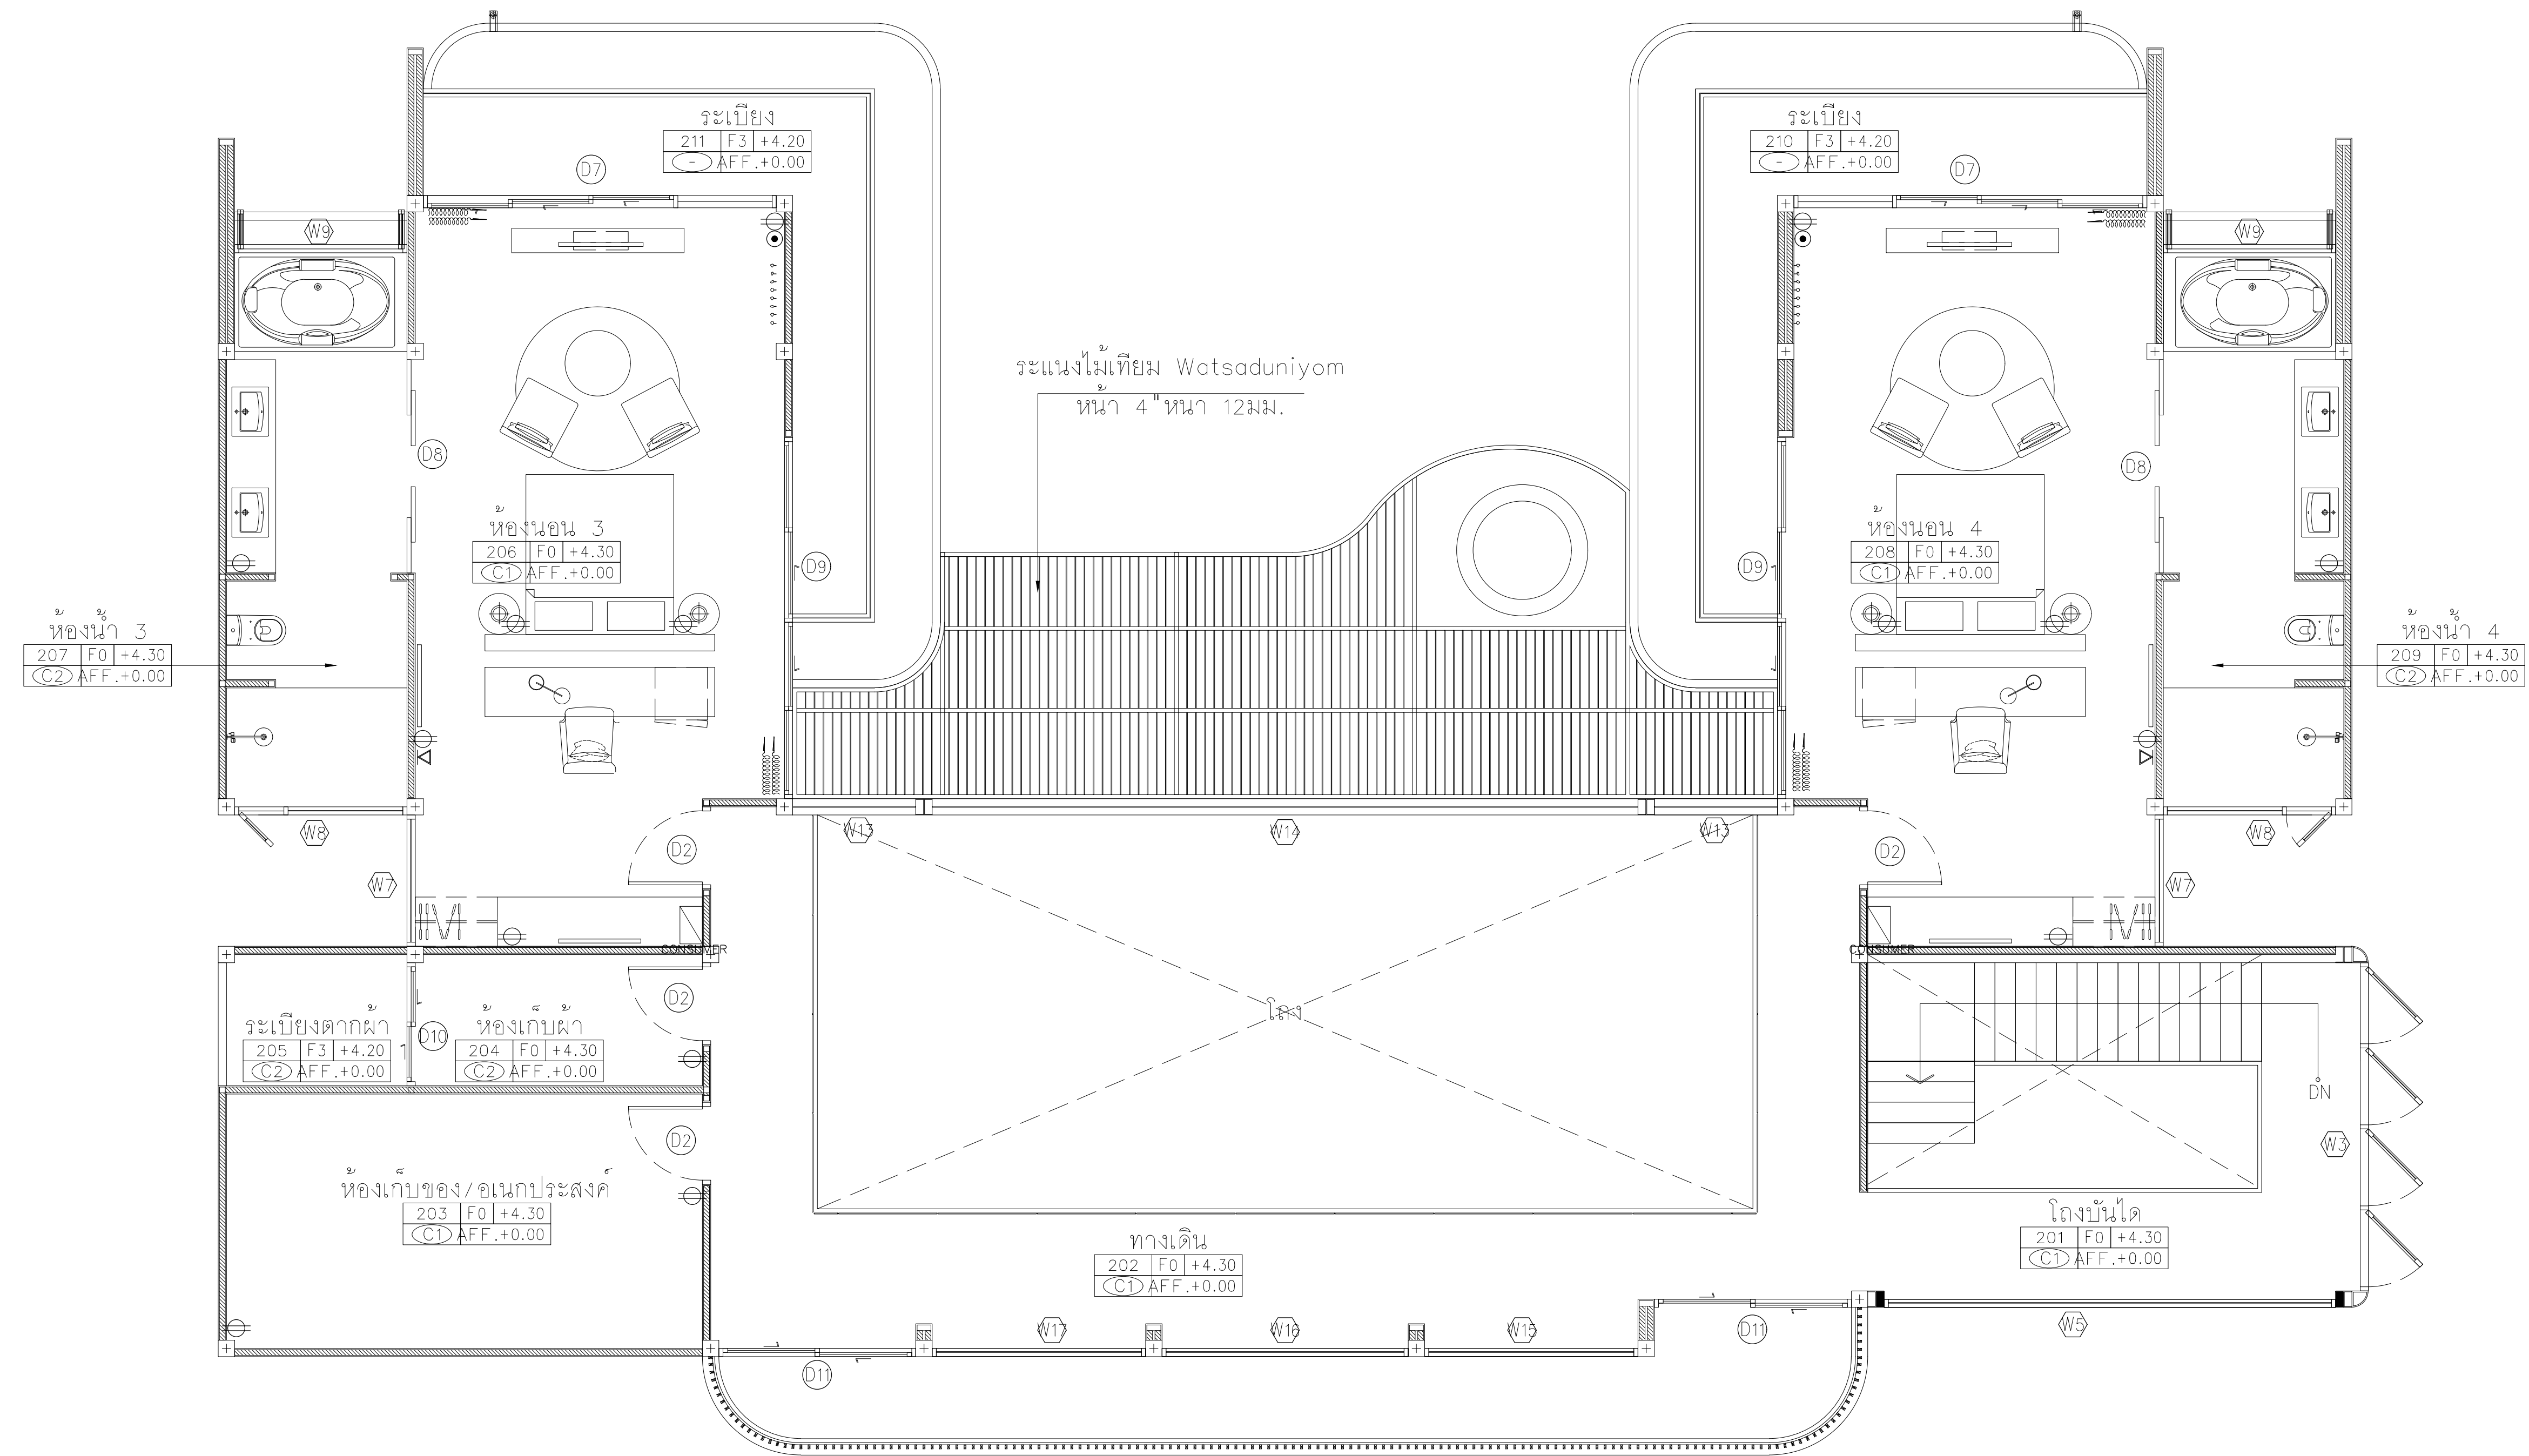 ระเบียง
211 F3 +4.20
- AFF.+0.00
D7
ระเบียง
210 F3 +4.20
- AFF.+0.00
D7
W9
W9
ระแนงไม้เทียม Watsaduniyom
หน้า 4"หนา 12มม.
D8
D8
ห้องนอน 3
206 F0 +4.30
C1 AFF.+0.00
D9
D9
ห้องนอน 4
208 F0 +4.30
C1 AFF.+0.00
ห้องน้ำ 3
207 F0 +4.30
C2 AFF.+0.00
ห้องน้ำ 4
209 F0 +4.30
C2 AFF.+0.00
W8
D2
W13
W14
W13
D2
W8
W7
W7
CONSUMER
CONSUMER
D2
โถง
ระเบียงตากผ้า
205 F3 +4.20
C2 AFF.+0.00
D10
ห้องเก็บผ้า
204 F0 +4.30
C2 AFF.+0.00
DN
D2
W3
ห้องเก็บของ/อเนกประสงค์
203 F0 +4.30
C1 AFF.+0.00
ทางเดิน
202 F0 +4.30
C1 AFF.+0.00
โถงบันได
201 F0 +4.30
C1 AFF.+0.00
W17
W16
W15
D11
W5
D11